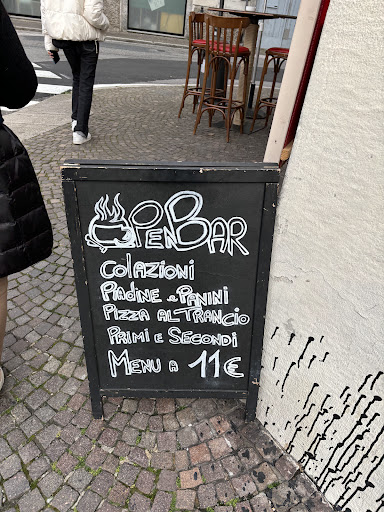 OPEN BAR
COLAZIONI
PIADINE e PANINI
PIZZA AL TRANCIO
PRIMI E SECONDI
MENU A 11€